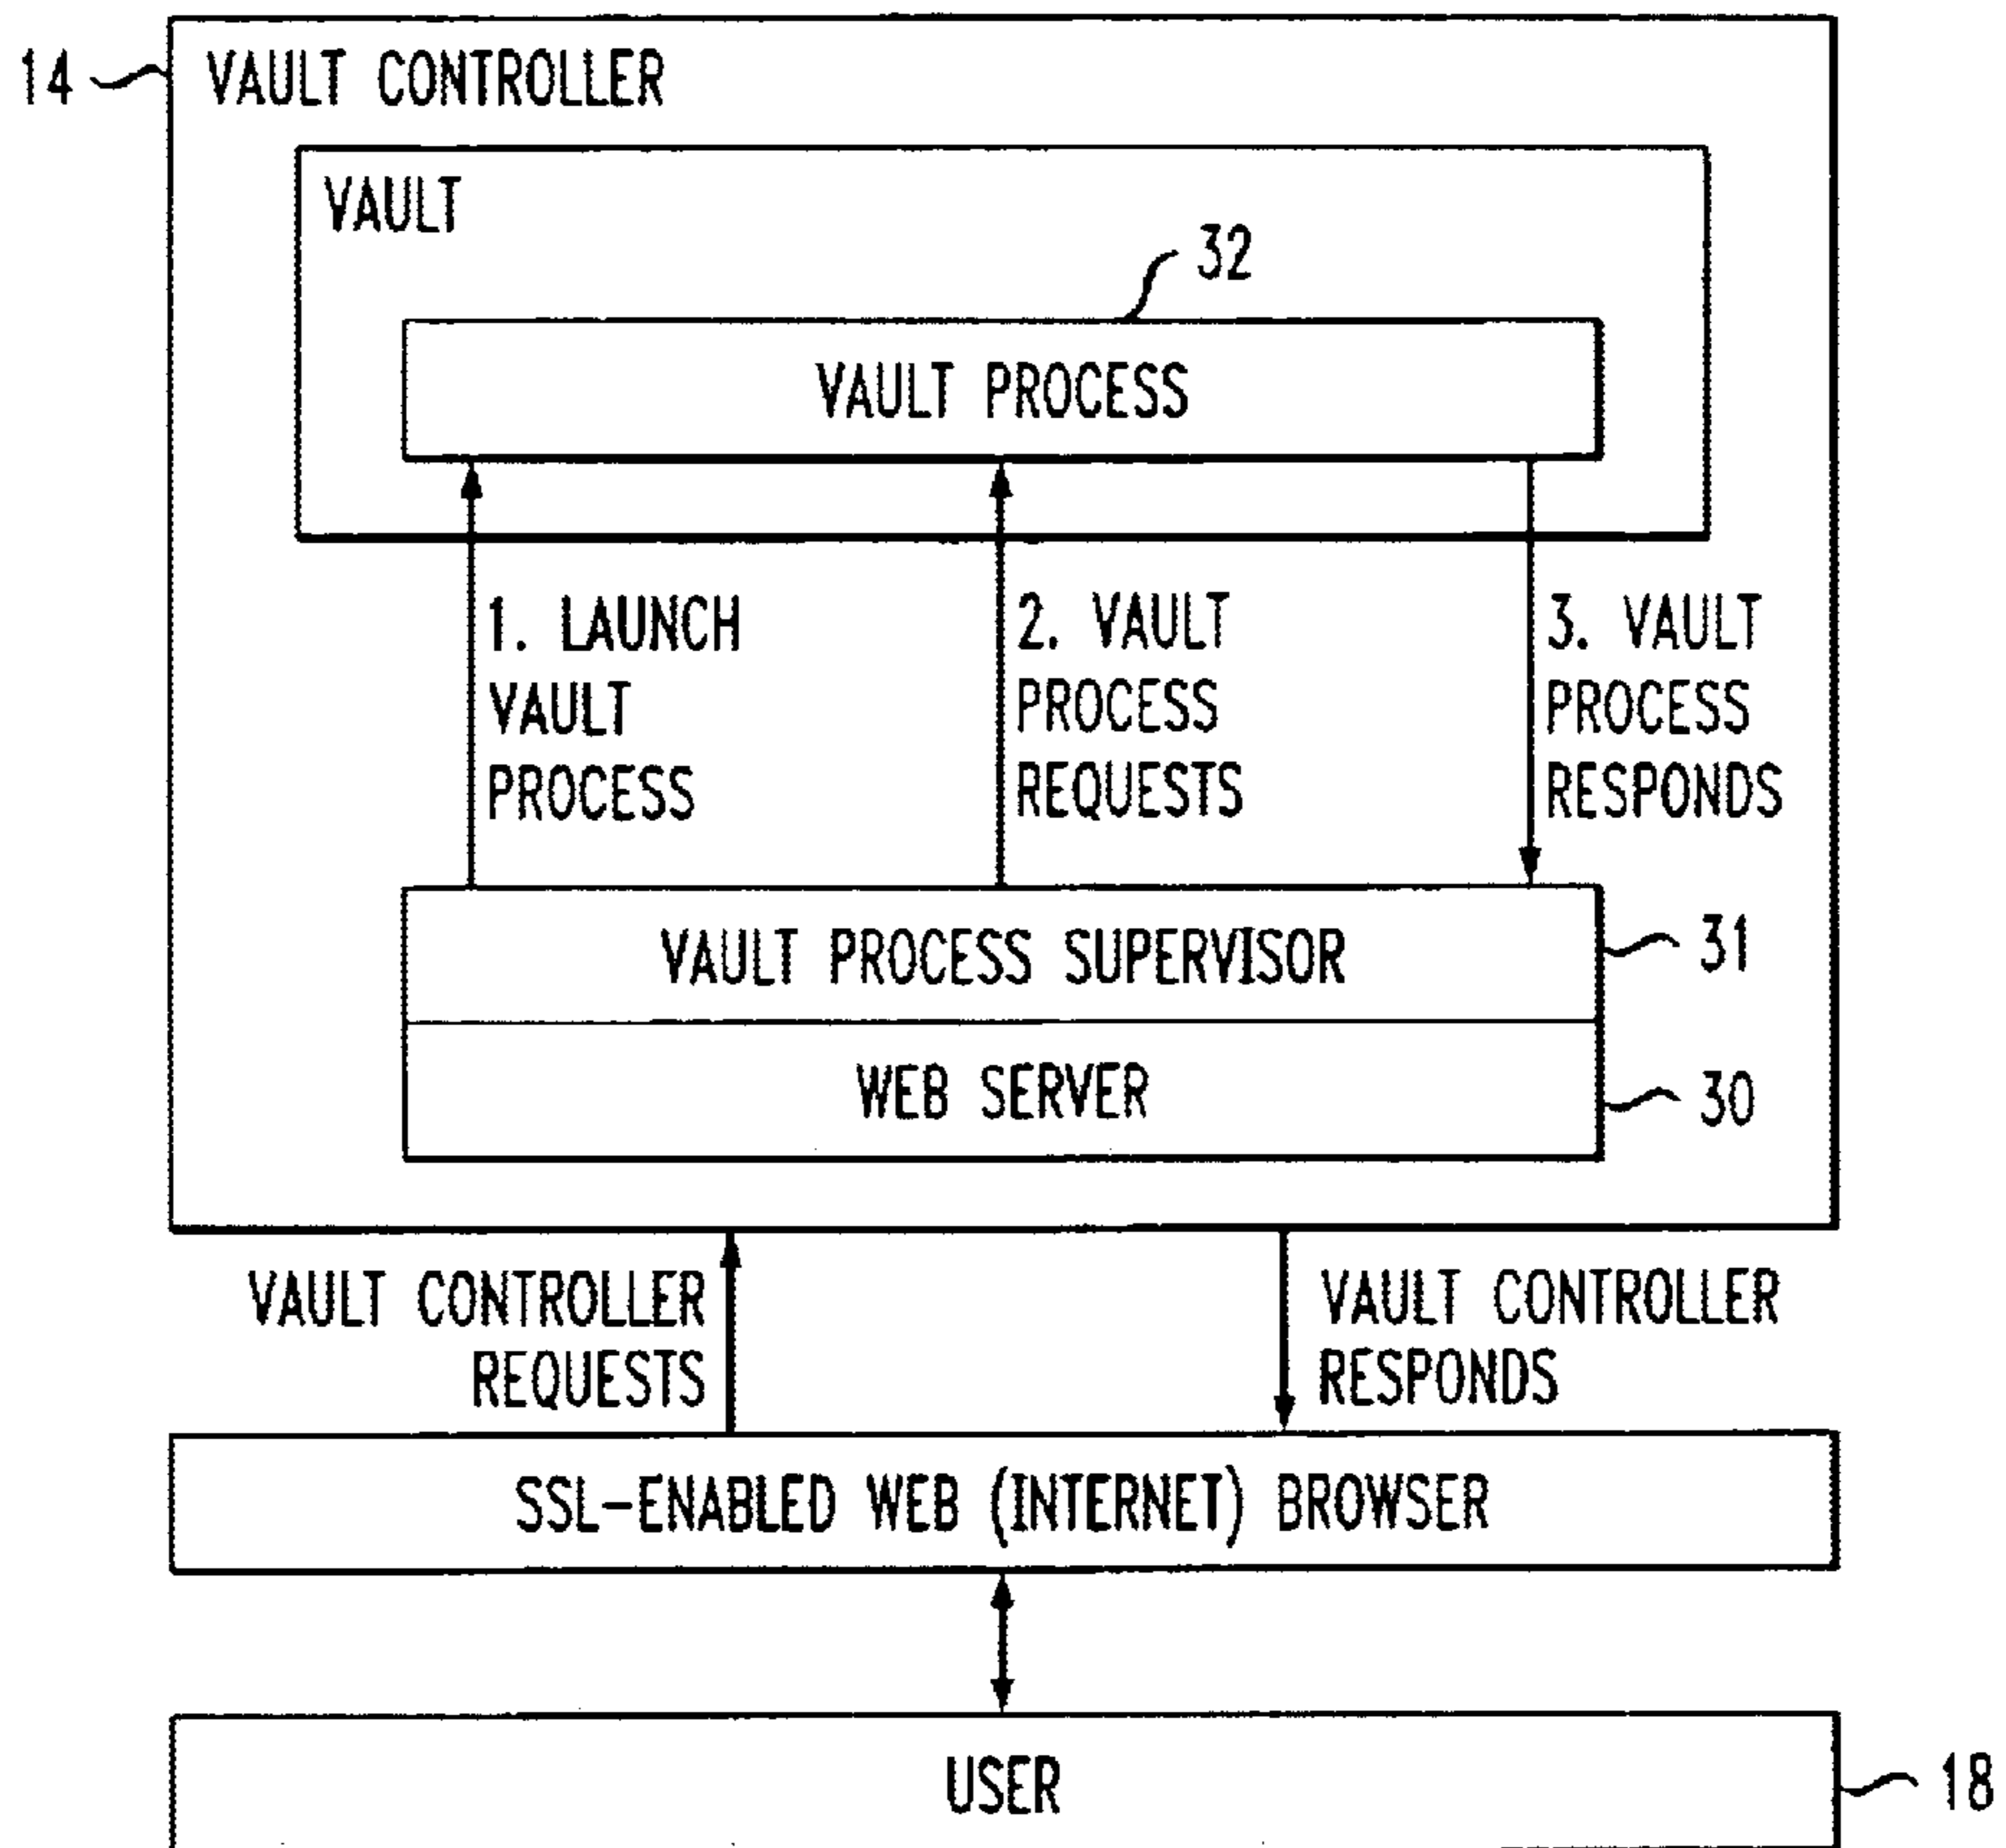 14
VAULT CONTROLLER
VAULT
32
VAULT PROCESS
1. LAUNCH
VAULT
PROCESS
2. VAULT
PROCESS
REQUESTS
3. VAULT
PROCESS
RESPONDS
VAULT PROCESS SUPERVISOR
31
WEB SERVER
30
VAULT CONTROLLER
REQUESTS
VAULT CONTROLLER
RESPONDS
SSL-ENABLED WEB (INTERNET) BROWSER
USER
18